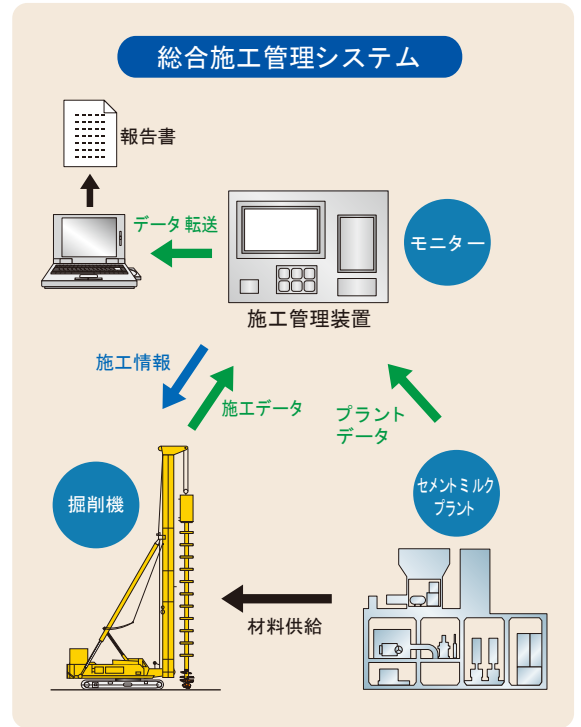 総合施工管理システム
報告書
データ転送
モニター
施工管理装置
施工情報
施工データ
プラント
データ
掘削機
セメントミルク
プラント
材料供給